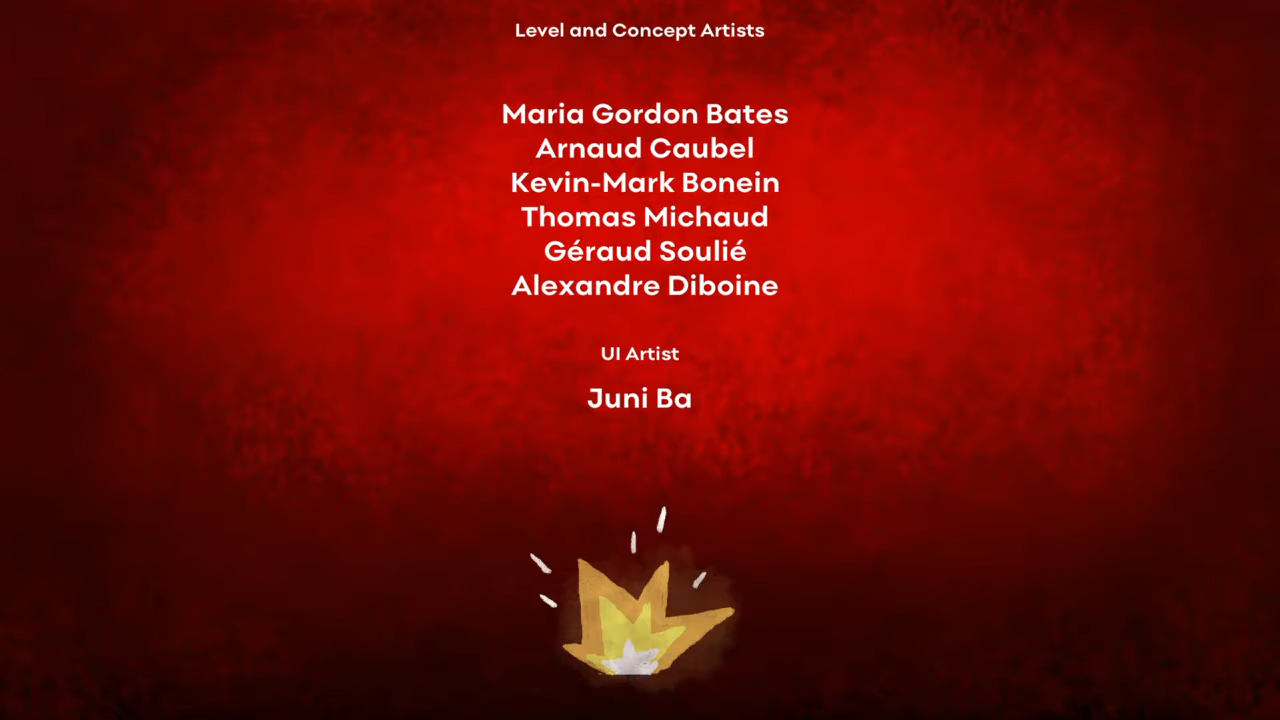 Level and Concept Artists
Maria Gordon Bates
Arnaud Caubel
Kevin-Mark Bonein
Thomas Michaud
Géraud Soulié
Alexandre Diboine
UI Artist
Juni Ba